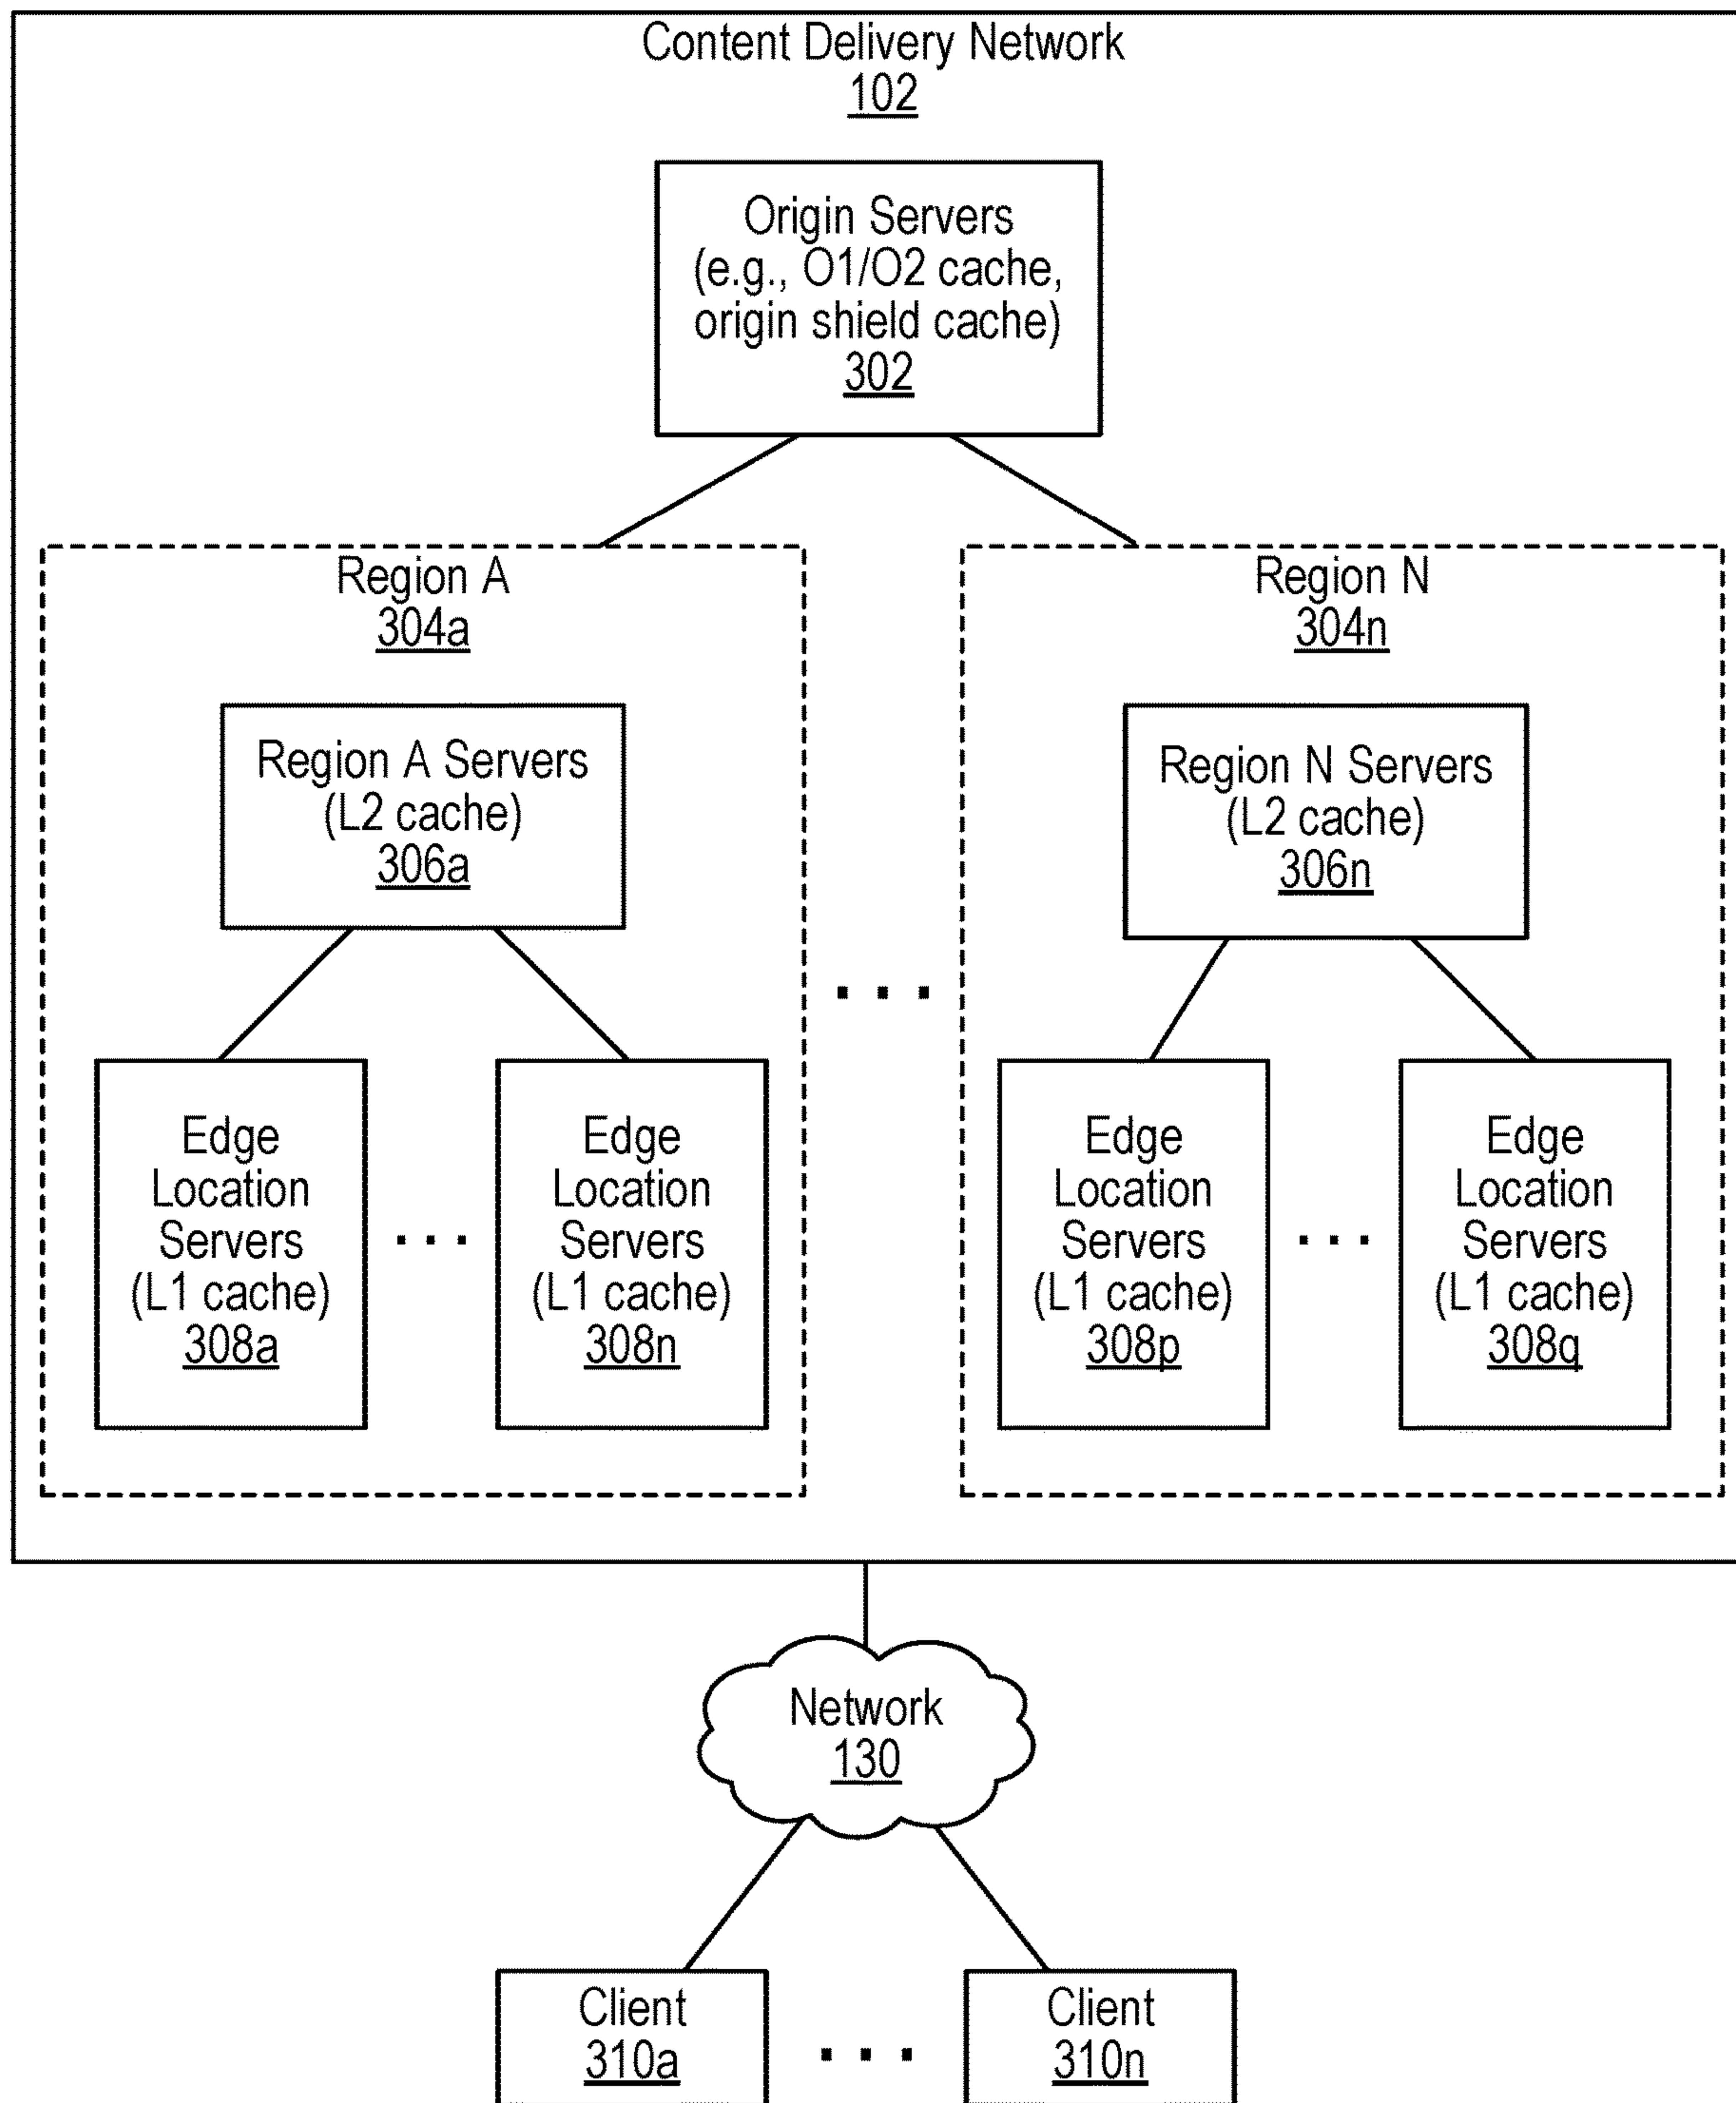 Content Delivery Network
102
Origin Servers
(e.g., O1/O2 cache,
origin shield cache)
302
Region A
304a
Region A Servers
(L2 cache)
306a
Edge
Location
Servers
(L1 cache)
308a
...
Edge
Location
Servers
(L1 cache)
308n
...
Region N
304n
Region N Servers
(L2 cache)
306n
Edge
Location
Servers
(L1 cache)
308p
...
Edge
Location
Servers
(L1 cache)
308q
Network
130
Client
310a
...
Client
310n